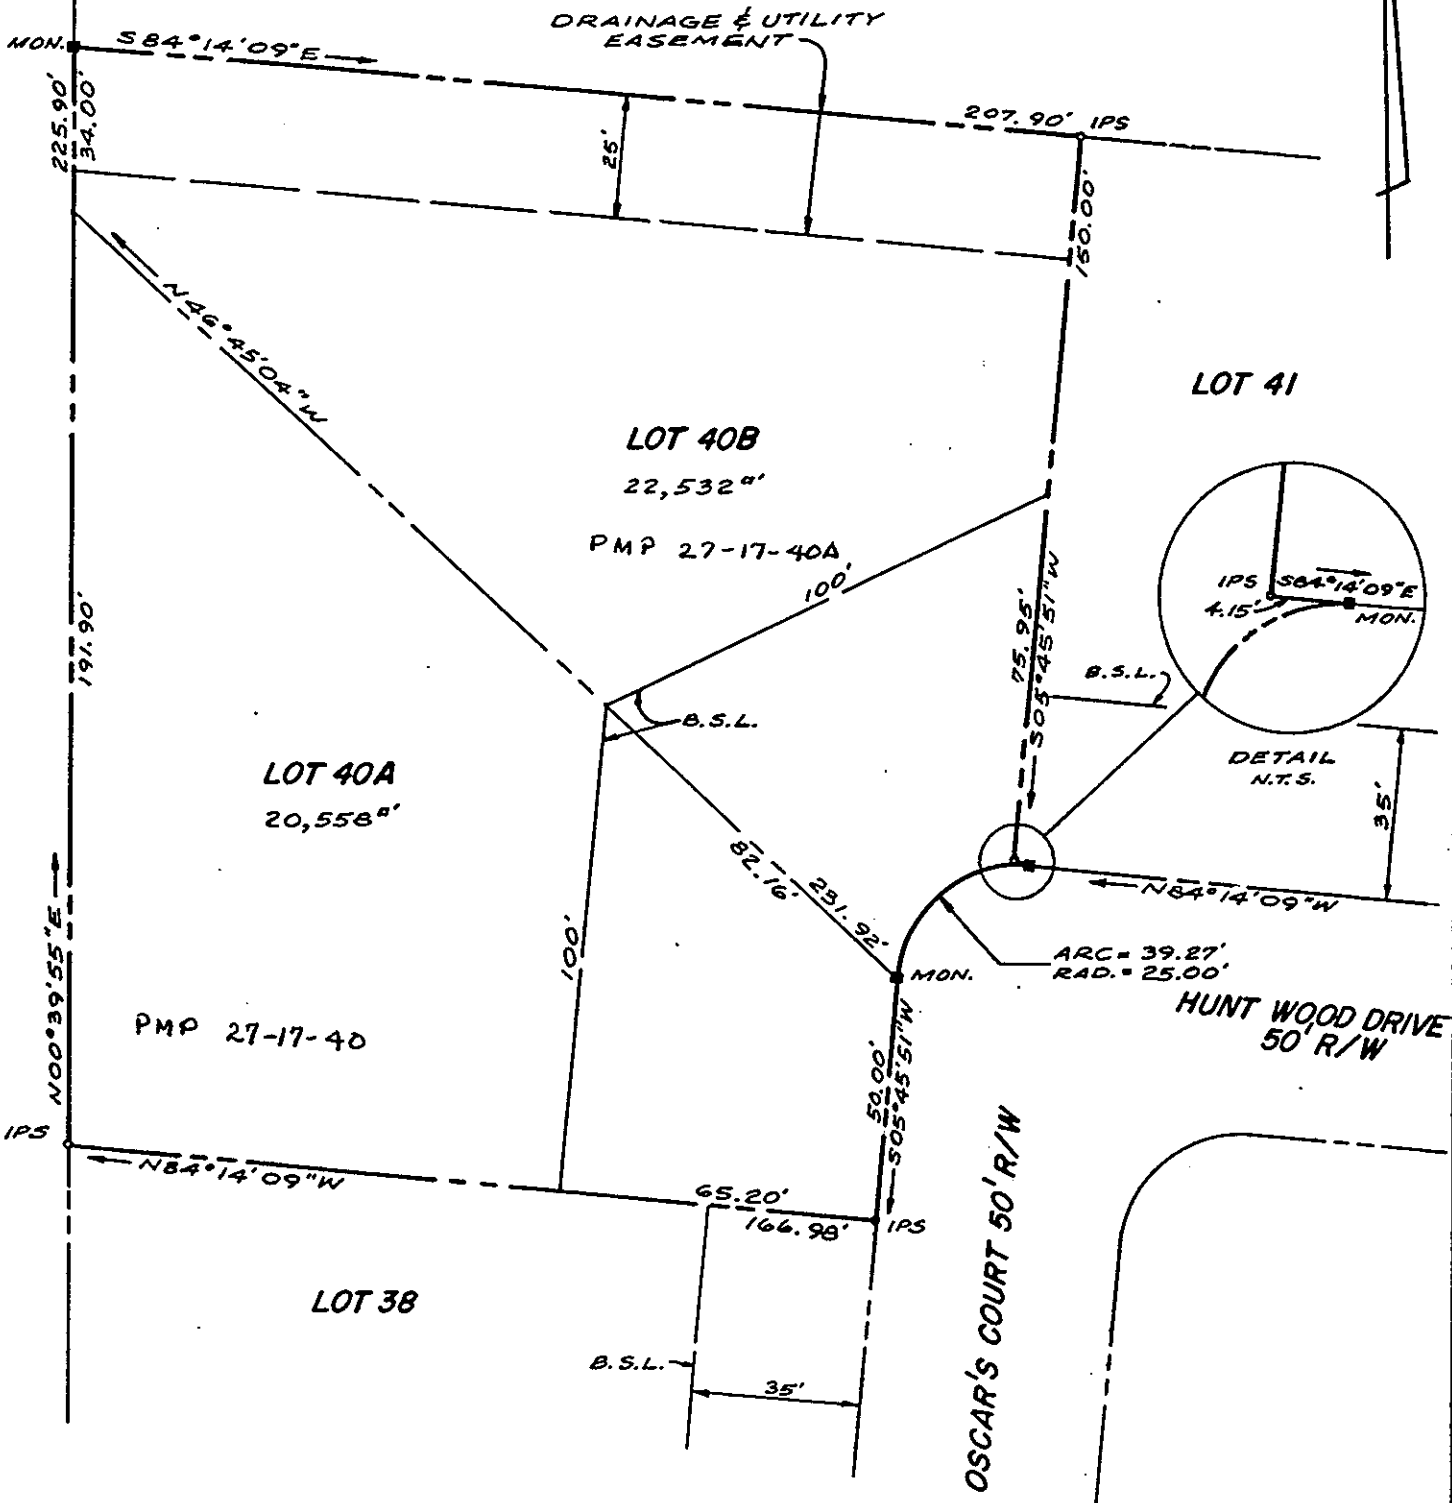 DRAINAGE & UTILITY
EASEMENT
MON.
S84°14'09"E
225.90'
34.00'
25'
207.90' IPS
150.00'
N46°45'04"W
LOT 41
LOT 40B
22,532 □'
PMP 27-17-40A
100'
IPS S84°14'09"E
4.15'
MON.
75.95'
S05°45'51"W
B.S.L.
B.S.L.
DETAIL
N.T.S.
35'
191.90'
LOT 40A
20,558 □'
82.16'
231.92'
N84°14'09"W
100'
MON.
ARC = 39.27'
RAD. = 25.00'
HUNT WOOD DRIVE
50' R/W
N00°39'55"E
PMP 27-17-40
50.00'
S05°45'51"W
IPS
N84°14'09"W
65.20'
166.98'
IPS
OSCAR'S COURT 50' R/W
LOT 38
B.S.L.
35'